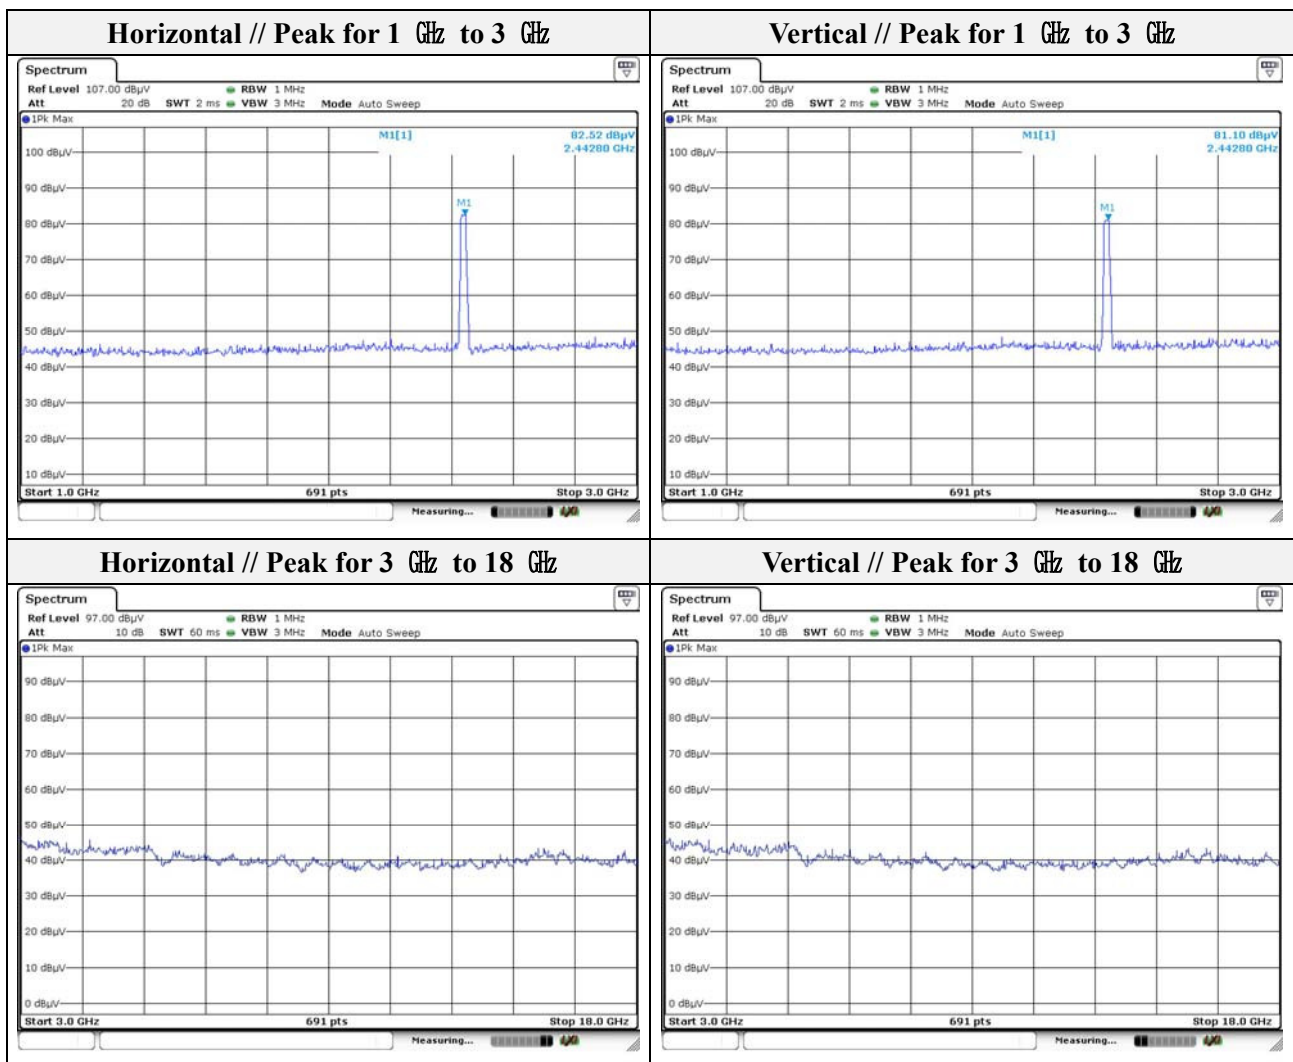 Horizontal // Peak for 1 ㎓ to 3 ㎓
Spectrum
Ref Level 107.00 dBµV RBW 1 MHz
Att 20 dB SWT 2 ms VBW 3 MHz Mode Auto Sweep
1Pk Max
M1[1] 82.52 dBµV
2.44280 GHz
M1
100 dBµV
90 dBµV
80 dBµV
70 dBµV
60 dBµV
50 dBµV
40 dBµV
30 dBµV
20 dBµV
10 dBµV
Start 1.0 GHz 691 pts Stop 3.0 GHz
Measuring...
Vertical // Peak for 1 ㎓ to 3 ㎓
Spectrum
Ref Level 107.00 dBµV RBW 1 MHz
Att 20 dB SWT 2 ms VBW 3 MHz Mode Auto Sweep
1Pk Max
M1[1] 81.10 dBµV
2.44280 GHz
M1
100 dBµV
90 dBµV
80 dBµV
70 dBµV
60 dBµV
50 dBµV
40 dBµV
30 dBµV
20 dBµV
10 dBµV
Start 1.0 GHz 691 pts Stop 3.0 GHz
Measuring...
Horizontal // Peak for 3 ㎓ to 18 ㎓
Spectrum
Ref Level 97.00 dBµV RBW 1 MHz
Att 10 dB SWT 60 ms VBW 3 MHz Mode Auto Sweep
1Pk Max
90 dBµV
80 dBµV
70 dBµV
60 dBµV
50 dBµV
40 dBµV
30 dBµV
20 dBµV
10 dBµV
0 dBµV
Start 3.0 GHz 691 pts Stop 18.0 GHz
Measuring...
Vertical // Peak for 3 ㎓ to 18 ㎓
Spectrum
Ref Level 97.00 dBµV RBW 1 MHz
Att 10 dB SWT 60 ms VBW 3 MHz Mode Auto Sweep
1Pk Max
90 dBµV
80 dBµV
70 dBµV
60 dBµV
50 dBµV
40 dBµV
30 dBµV
20 dBµV
10 dBµV
0 dBµV
Start 3.0 GHz 691 pts Stop 18.0 GHz
Measuring...